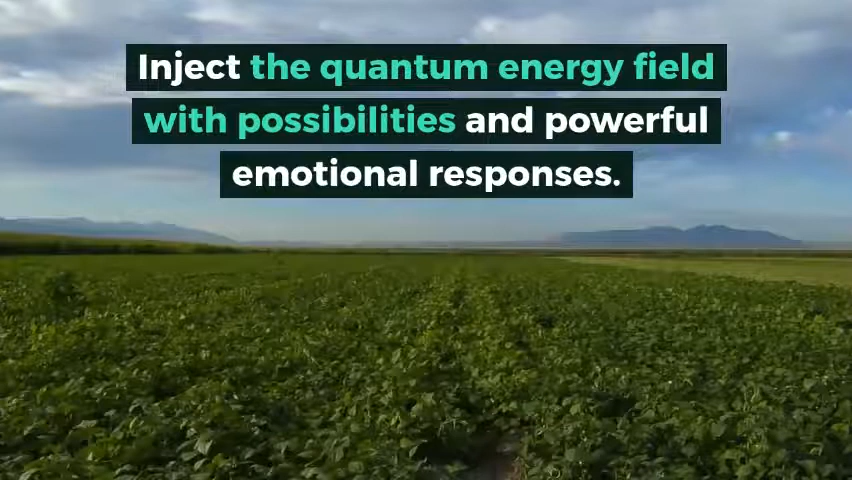 Inject the quantum energy field
with possibilities and powerful
emotional responses.